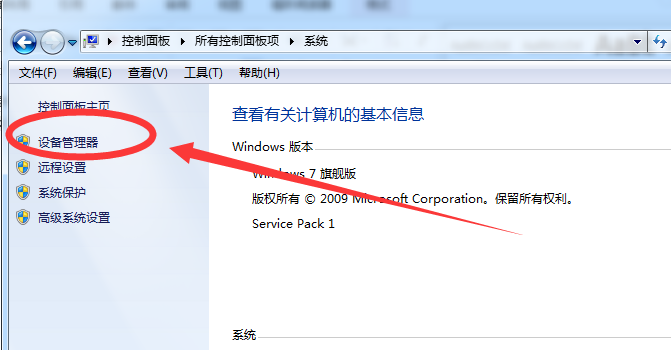 控制面板 ▸ 所有控制面板项 ▸ 系统
文件(F) 编辑(E) 查看(V) 工具(T) 帮助(H)
控制面板主页
设备管理器
远程设置
系统保护
高级系统设置
查看有关计算机的基本信息
Windows 版本
Windows 7 旗舰版
版权所有 © 2009 Microsoft Corporation。保留所有权利。
Service Pack 1
系统